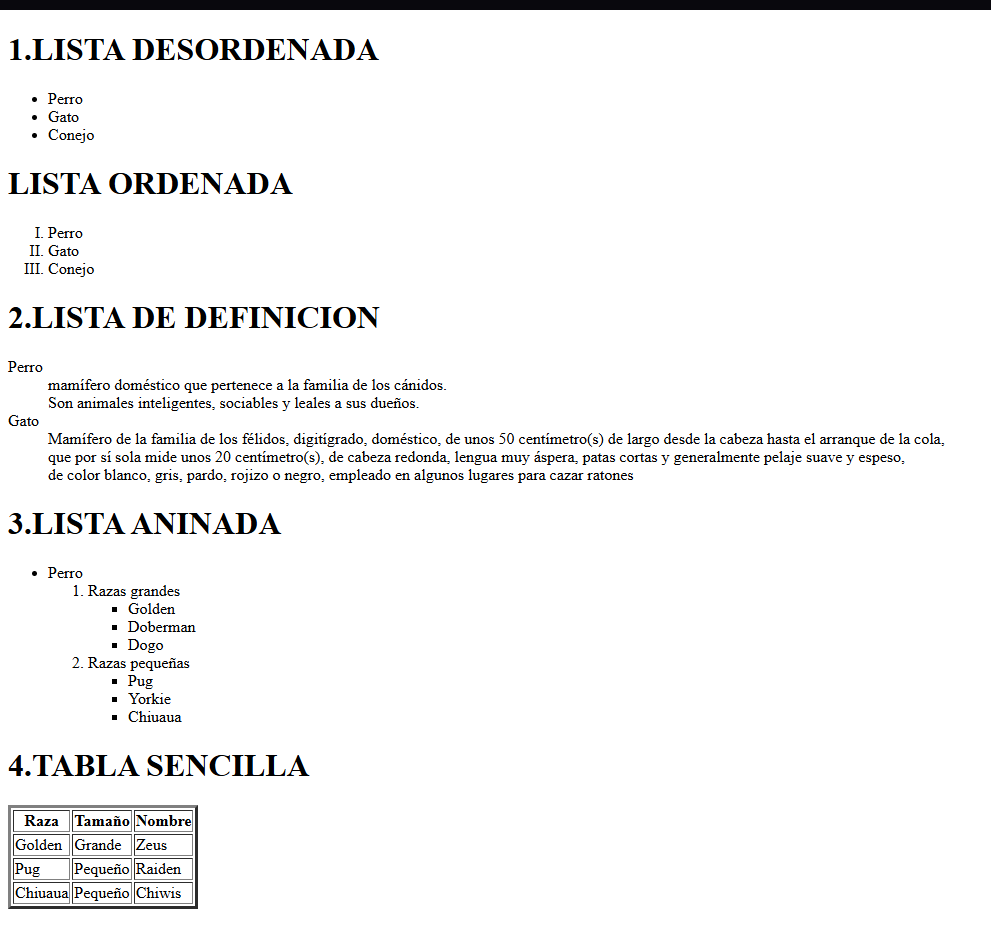 1.LISTA DESORDENADA
• Perro
• Gato
• Conejo
LISTA ORDENADA
I. Perro
II. Gato
III. Conejo
2.LISTA DE DEFINICION
Perro
mamífero doméstico que pertenece a la familia de los cánidos.
Son animales inteligentes, sociables y leales a sus dueños.
Gato
Mamífero de la familia de los félidos, digitígrado, doméstico, de unos 50 centímetro(s) de largo desde la cabeza hasta el arranque de la cola,
que por sí sola mide unos 20 centímetro(s), de cabeza redonda, lengua muy áspera, patas cortas y generalmente pelaje suave y espeso,
de color blanco, gris, pardo, rojizo o negro, empleado en algunos lugares para cazar ratones
3.LISTA ANINADA
• Perro
1. Razas grandes
▪ Golden
▪ Doberman
▪ Dogo
2. Razas pequeñas
▪ Pug
▪ Yorkie
▪ Chiuaua
4.TABLA SENCILLA
Raza Tamaño Nombre
Golden Grande Zeus
Pug Pequeño Raiden
Chiuaua Pequeño Chiwis